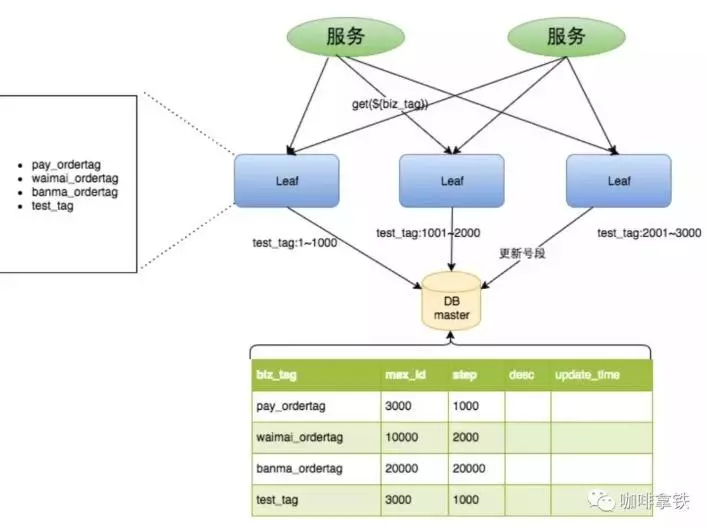 服务
服务
get(${biz_tag})
pay_ordertag
waimai_ordertag
banma_ordertag
test_tag
Leaf
Leaf
Leaf
test_tag:1~1000
test_tag:1001~2000
test_tag:2001~3000
更新号段
DB
master
biz_tag max_id step desc update_time
pay_ordertag 3000 1000
waimai_ordertag 10000 2000
banma_ordertag 20000 20000
test_tag 3000 1000
咖啡拿铁